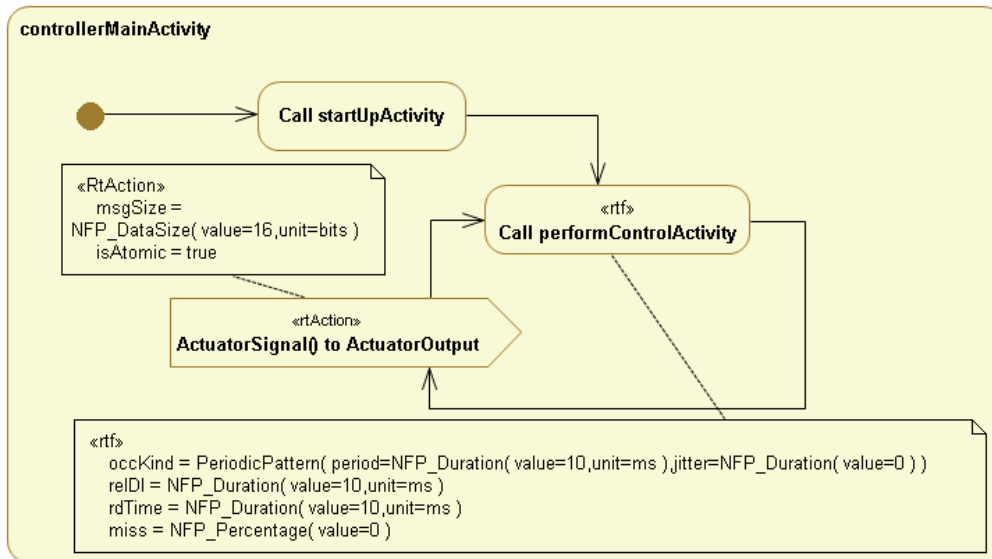 controllerMainActivity
Call startUpActivity
«RtAction»
msgSize =
NFP_DataSize( value=16,unit=bits )
isAtomic = true
«rtf»
Call performControlActivity
«rtAction»
ActuatorSignal() to ActuatorOutput
«rtf»
occKind = PeriodicPattern( period=NFP_Duration( value=10,unit=ms ),jitter=NFP_Duration( value=0 ) )
relDl = NFP_Duration( value=10,unit=ms )
rdTime = NFP_Duration( value=10,unit=ms )
miss = NFP_Percentage( value=0 )